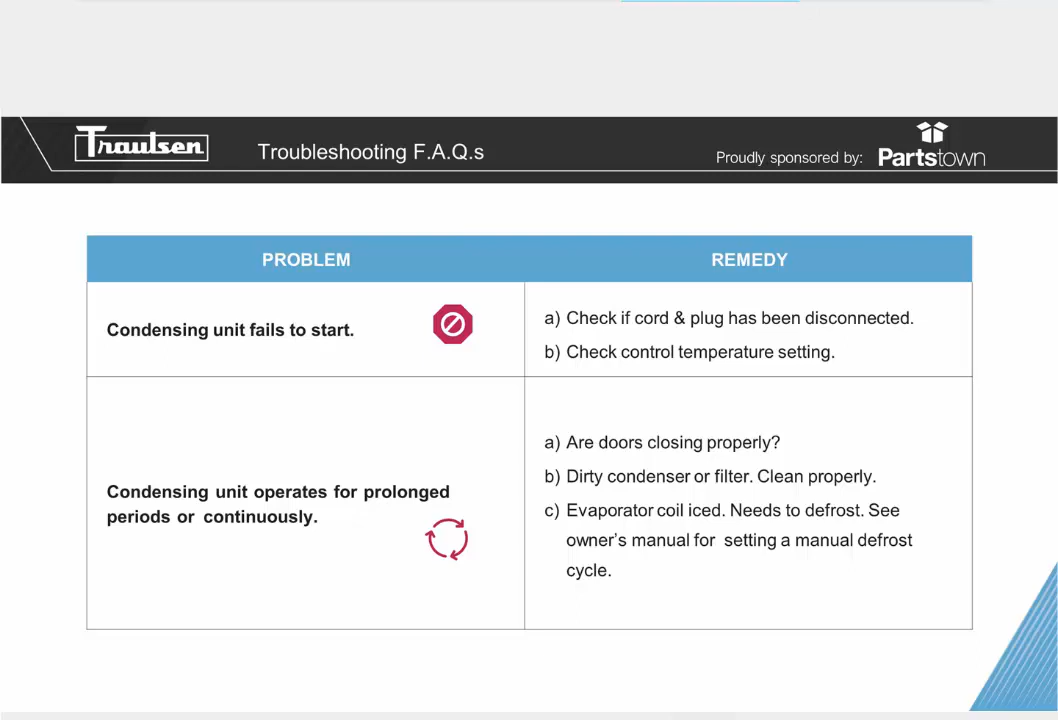 Traulsen
Troubleshooting F.A.Q.s
Proudly sponsored by:
Partstown
PROBLEM
REMEDY
Condensing unit fails to start.
a) Check if cord & plug has been disconnected.
b) Check control temperature setting.
Condensing unit operates for prolonged
periods or continuously.
a) Are doors closing properly?
b) Dirty condenser or filter. Clean properly.
c) Evaporator coil iced. Needs to defrost. See
owner's manual for setting a manual defrost
cycle.